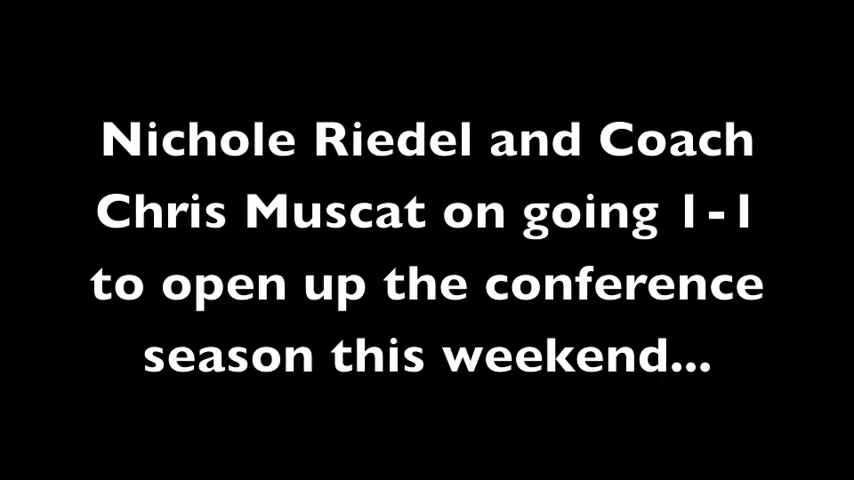 Nichole Riedel and Coach
Chris Muscat on going 1-1
to open up the conference
season this weekend...